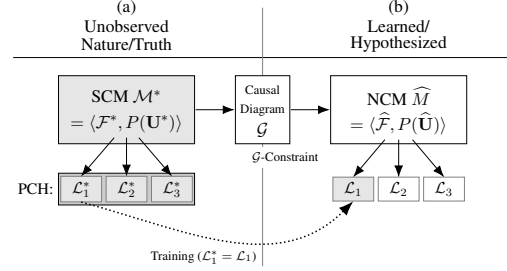 (a)
Unobserved
Nature/Truth
(b)
Learned/
Hypothesized
SCM ℳ*
= ⟨ℱ*, P(U*)⟩
Causal
Diagram
𝒢
NCM M̂
= ⟨ℱ̂, P(Û)⟩
𝒢-Constraint
PCH: ℒ₁* ℒ₂* ℒ₃*
ℒ₁ ℒ₂ ℒ₃
Training (ℒ₁* = ℒ₁)